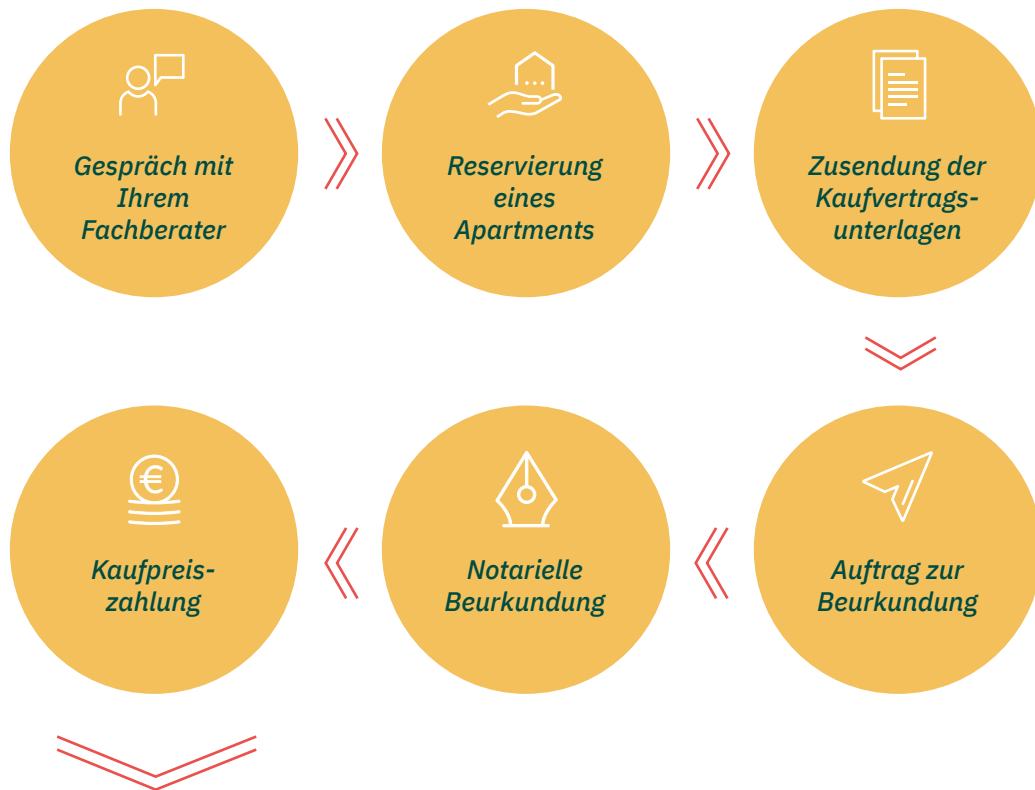 Gespräch mit
Ihrem
Fachberater
Reservierung
eines
Apartments
Zusendung der
Kaufvertrags-
unterlagen
Auftrag zur
Beurkundung
Notarielle
Beurkundung
Kaufpreis-
zahlung